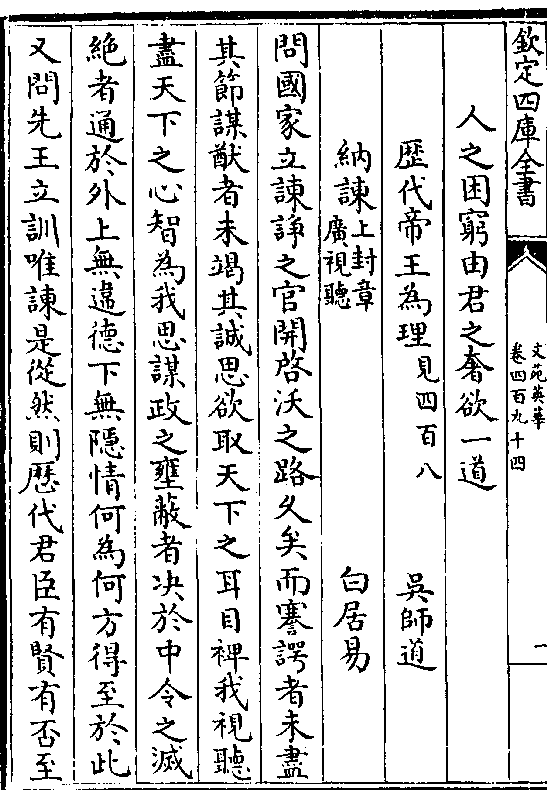 欽定四庫全書
文苑英華
卷四百九十四
一
人之困窮由君之奢欲一道
歷代帝王為理見四百八 吳師道
納諫上封章廣視聽 白居易
問國家立諫諍之官開啓沃之路久矣而謇諤者未盡
其節謀猷者未竭其誠思欲取天下之耳目禆我視聽
盡天下之心智為我思謀政之壅蔽者决於中令之滅
絶者通於外上無違德下無隱情何為何方得至於此
又問先王立訓唯諫是從然則歴代君臣有賢有否至